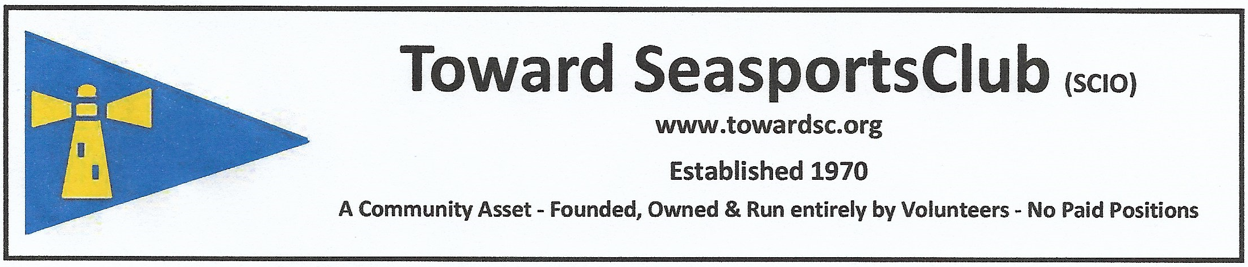 Toward SeasportsClub (SCIO)
www.towardsc.org
Established 1970
A Community Asset - Founded, Owned & Run entirely by Volunteers - No Paid Positions